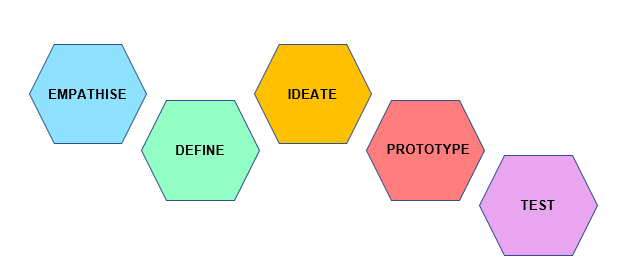 EMPATHISE
DEFINE
IDEATE
PROTOTYPE
TEST